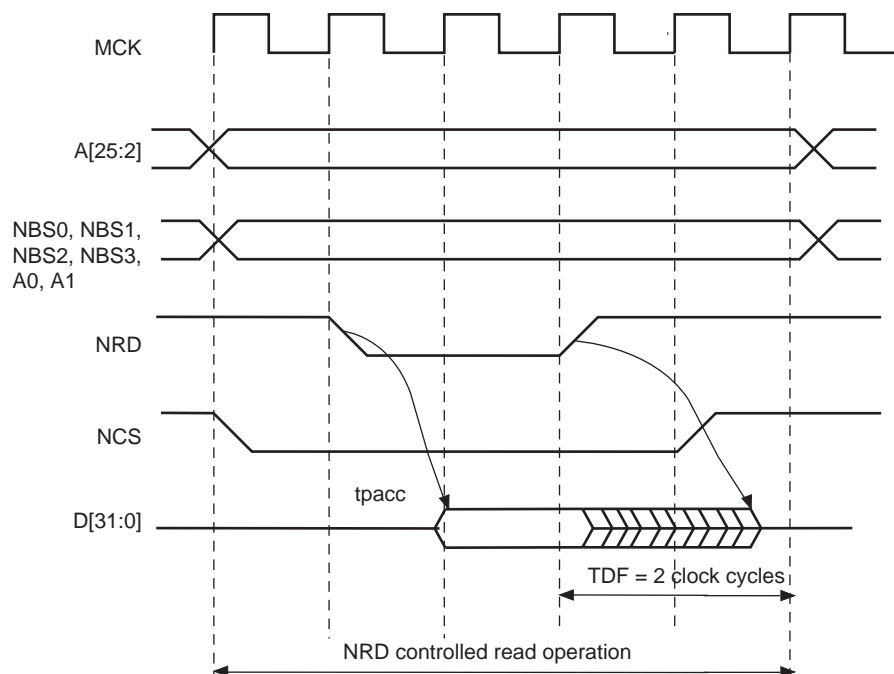 MCK
A[25:2]
NBS0, NBS1,
NBS2, NBS3,
A0, A1
NRD
NCS
tpacc
D[31:0]
TDF = 2 clock cycles
NRD controlled read operation